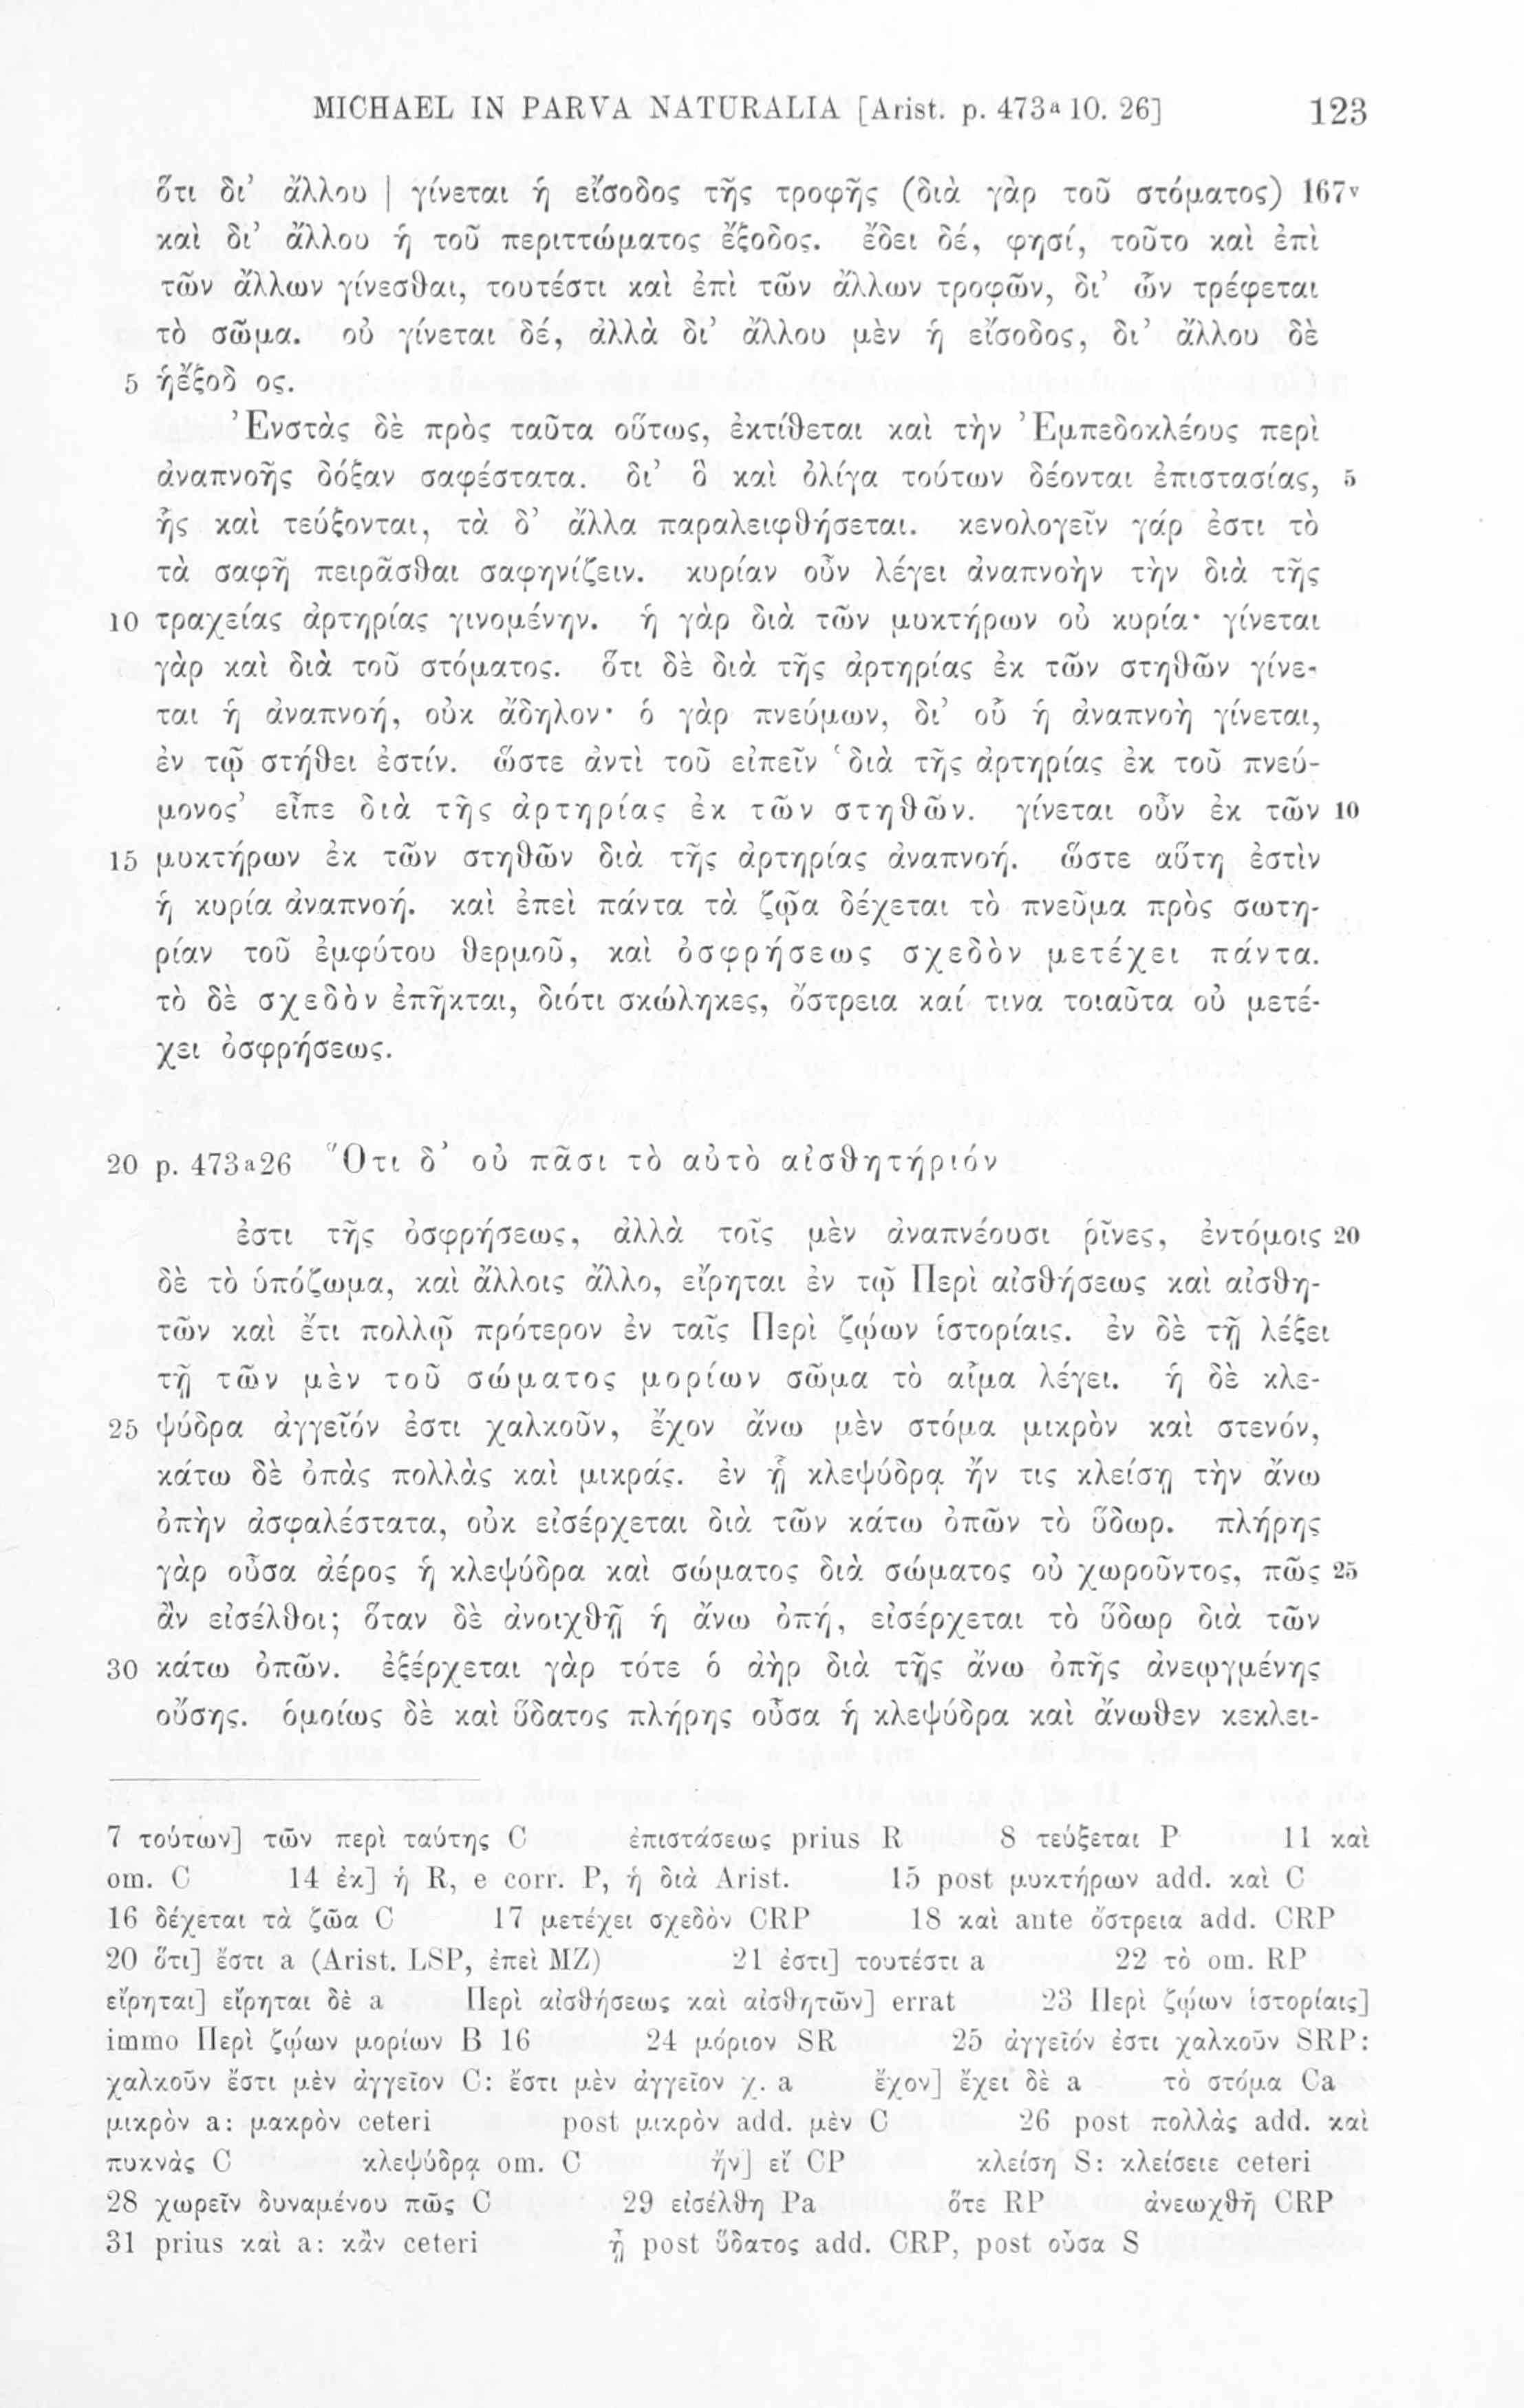 MICHAEL IN PARVA NATURALIA [Arist. p. 473ª 10. 26] 123
ὅτι δι’ ἄλλου | γίνεται ἡ εἴσοδος τῆς τροφῆς (διὰ γὰρ τοῦ στόματος) 167ᵛ
καὶ δι’ ἄλλου ἡ τοῦ περιττώματος ἔξοδος. ἔδει δέ, φησί, τοῦτο καὶ ἐπὶ
τῶν ἄλλων γίνεσθαι, τουτέστι καὶ ἐπὶ τῶν ἄλλων τροφῶν, δι’ ὧν τρέφεται
τὸ σῶμα. οὐ γίνεται δέ, ἀλλὰ δι’ ἄλλου μὲν ἡ εἴσοδος, δι’ ἄλλου δὲ
5 ἡἔξοδ ος.
Ἐνστὰς δὲ πρὸς ταῦτα οὕτως, ἐκτίθεται καὶ τὴν Ἐμπεδοκλέους περὶ
ἀναπνοῆς δόξαν σαφέστατα. δι’ ὃ καὶ ὀλίγα τούτων δέονται ἐπιστασίας, 5
ἧς καὶ τεύξονται, τὰ δ’ ἄλλα παραλειφθήσεται. κενολογεῖν γάρ ἐστι τὸ
τὰ σαφῆ πειρᾶσθαι σαφηνίζειν. κυρίαν οὖν λέγει ἀναπνοὴν τὴν διὰ τῆς
10 τραχείας ἀρτηρίας γινομένην. ἡ γὰρ διὰ τῶν μυκτήρων οὐ κυρία· γίνεται
γὰρ καὶ διὰ τοῦ στόματος. ὅτι δὲ διὰ τῆς ἀρτηρίας ἐκ τῶν στηθῶν γίνε-
ται ἡ ἀναπνοή, οὐκ ἄδηλον· ὁ γὰρ πνεύμων, δι’ οὗ ἡ ἀναπνοὴ γίνεται,
ἐν τῷ στήθει ἐστίν. ὥστε ἀντὶ τοῦ εἰπεῖν ‘διὰ τῆς ἀρτηρίας ἐκ τοῦ πνεύ-
μονος’ εἶπε διὰ τῆς ἀρτηρίας ἐκ τῶν στηθῶν. γίνεται οὖν ἐκ τῶν 10
15 μυκτήρων ἐκ τῶν στηθῶν διὰ τῆς ἀρτηρίας ἀναπνοή. ὥστε αὕτη ἐστὶν
ἡ κυρία ἀναπνοή. καὶ ἐπεὶ πάντα τὰ ζῷα δέχεται τὸ πνεῦμα πρὸς σωτη-
ρίαν τοῦ ἐμφύτου θερμοῦ, καὶ ὀσφρήσεως σχεδὸν μετέχει πάντα.
τὸ δὲ σχεδὸν ἐπῆκται, διότι σκώληκες, ὄστρεια καί τινα τοιαῦτα οὐ μετέ-
χει ὀσφρήσεως.
20 p. 473a26 Ὅτι δ’ οὐ πᾶσι τὸ αὐτὸ αἰσθητήριόν
ἐστι τῆς ὀσφρήσεως, ἀλλὰ τοῖς μὲν ἀναπνέουσι ῥῖνες, ἐντόμοις 20
δὲ τὸ ὑπόζωμα, καὶ ἄλλοις ἄλλο, εἴρηται ἐν τῷ Περὶ αἰσθήσεως καὶ αἰσθη-
τῶν καὶ ἔτι πολλῷ πρότερον ἐν ταῖς Περὶ ζῴων ἱστορίαις. ἐν δὲ τῇ λέξει
τῇ τῶν μὲν τοῦ σώματος μορίων σῶμα τὸ αἷμα λέγει. ἡ δὲ κλε-
25 ψύδρα ἀγγεῖόν ἐστι χαλκοῦν, ἔχον ἄνω μὲν στόμα μικρὸν καὶ στενόν,
κάτω δὲ ὀπὰς πολλὰς καὶ μικράς. ἐν ᾗ κλεψύδρᾳ ἤν τις κλείσῃ τὴν ἄνω
ὀπὴν ἀσφαλέστατα, οὐκ εἰσέρχεται διὰ τῶν κάτω ὀπῶν τὸ ὕδωρ. πλήρης
γὰρ οὖσα ἀέρος ἡ κλεψύδρα καὶ σώματος διὰ σώματος οὐ χωροῦντος, πῶς 25
ἂν εἰσέλθοι; ὅταν δὲ ἀνοιχθῇ ἡ ἄνω ὀπή, εἰσέρχεται τὸ ὕδωρ διὰ τῶν
30 κάτω ὀπῶν. ἐξέρχεται γὰρ τότε ὁ ἀὴρ διὰ τῆς ἄνω ὀπῆς ἀνεῳγμένης
οὔσης. ὁμοίως δὲ καὶ ὕδατος πλήρης οὖσα ἡ κλεψύδρα καὶ ἄνωθεν κεκλει-
7 τούτων] τῶν περὶ ταύτης C ἐπιστάσεως prius R 8 τεύξεται P 11 καὶ
om. C 14 ἐκ] ἡ R, e corr. P, ἡ διὰ Arist. 15 post μυκτήρων add. καὶ C
16 δέχεται τὰ ζῶα C 17 μετέχει σχεδὸν CRP 18 καὶ ante ὄστρεια add. CRP
20 ὅτι] ἔστι a (Arist. LSP, ἐπεὶ MZ) 21 ἐστι] τουτέστι a 22 τὸ om. RP
εἴρηται] εἴρηται δὲ a Περὶ αἰσθήσεως καὶ αἰσθητῶν] errat 23 Περὶ ζῴων ἱστορίαις]
immo Περὶ ζῴων μορίων B 16 24 μόριον SR 25 ἀγγεῖόν ἐστι χαλκοῦν SRP:
χαλκοῦν ἔστι μὲν ἀγγεῖον C: ἔστι μὲν ἀγγεῖον χ. a ἔχον] ἔχει δὲ a τὸ στόμα Ca
μικρὸν a: μακρὸν ceteri post μικρὸν add. μὲν C 26 post πολλὰς add. καὶ
πυκνὰς C κλεψύδρᾳ om. C ἤν] εἴ CP κλείσῃ S: κλείσειε ceteri
28 χωρεῖν δυναμένου πῶς C 29 εἰσέλθη Pa ὅτε RP ἀνεωχθῆ CRP
31 prius καὶ a: κἂν ceteri ᾖ post ὕδατος add. CRP, post οὖσα S